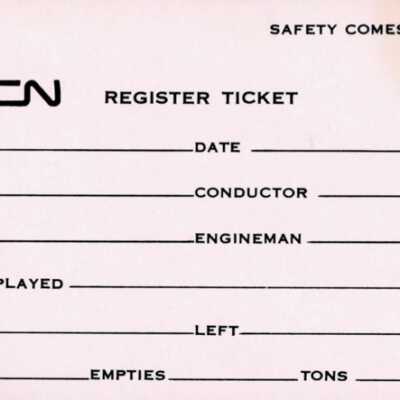 SAFETY COMES
CN REGISTER TICKET
DATE
CONDUCTOR
ENGINEMAN
PLAYED
LEFT
EMPTIES TONS